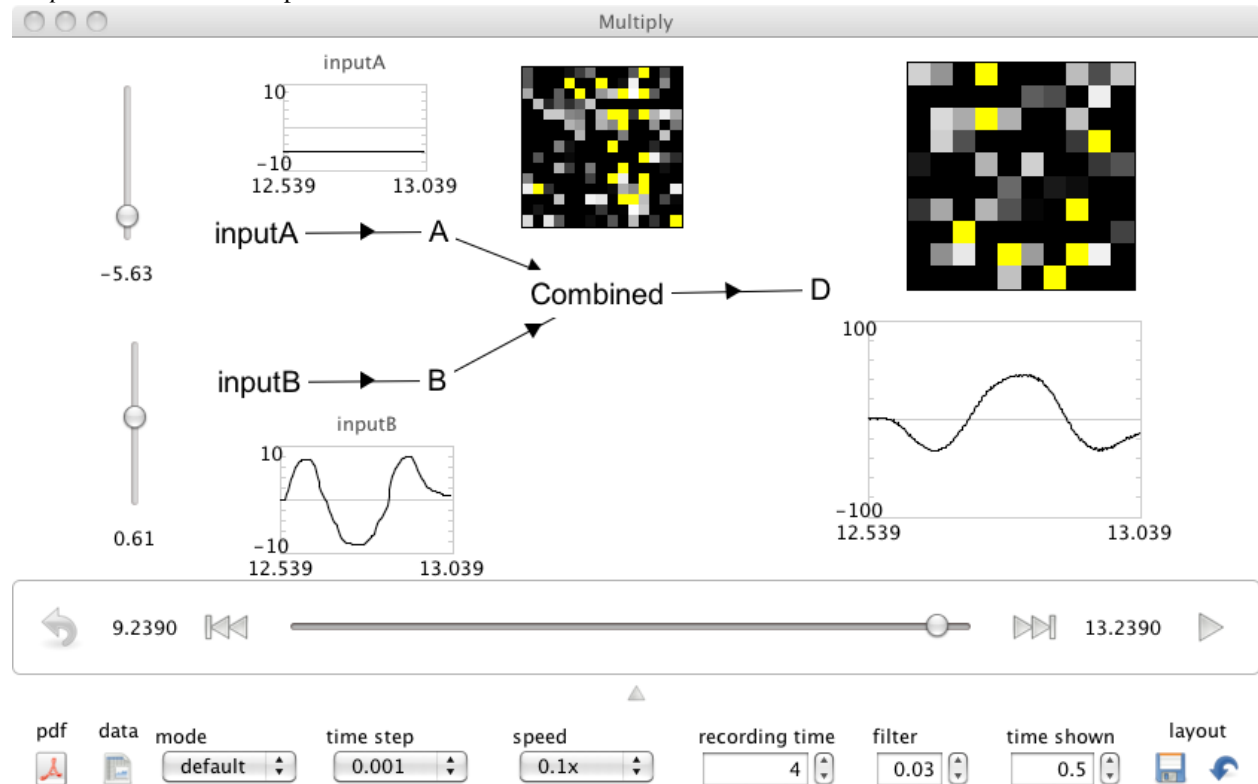 Multiply
inputA
10
-10
12.539 13.039
inputA A
-5.63
Combined D
100
inputB B
inputB
10
-10
12.539 13.039
0.61
-100
12.539 13.039
9.2390 13.2390
pdf data mode time step speed recording time filter time shown layout
default 0.001 0.1x 4 0.03 0.5